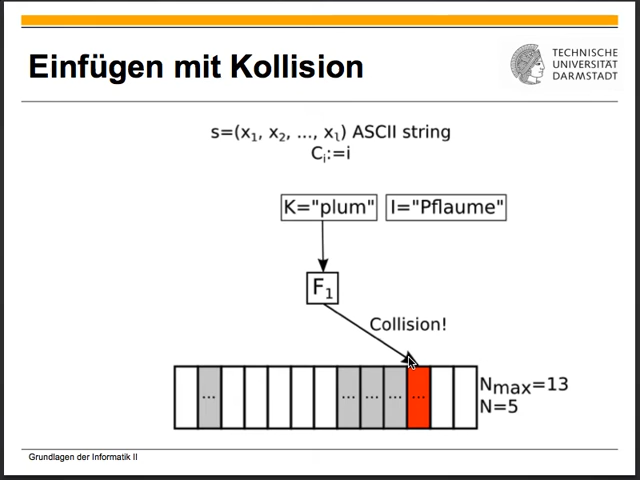 Einfügen mit Kollision
TECHNISCHE
UNIVERSITÄT
DARMSTADT
s=(x₁, x₂, ..., xₗ) ASCII string
Cᵢ:=i
K="plum" I="Pflaume"
F₁
Collision!
... ... ... ... ...
Nmax=13
N=5
Grundlagen der Informatik II